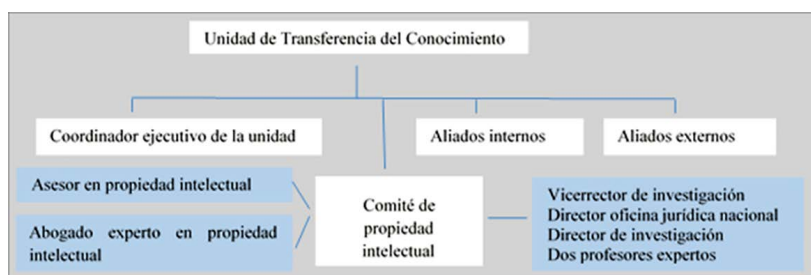 Unidad de Transferencia del Conocimiento
Coordinador ejecutivo de la unidad
Aliados internos
Aliados externos
Asesor en propiedad intelectual
Abogado experto en propiedad
intelectual
Comité de
propiedad
intelectual
Vicerrector de investigación
Director oficina jurídica nacional
Director de investigación
Dos profesores expertos